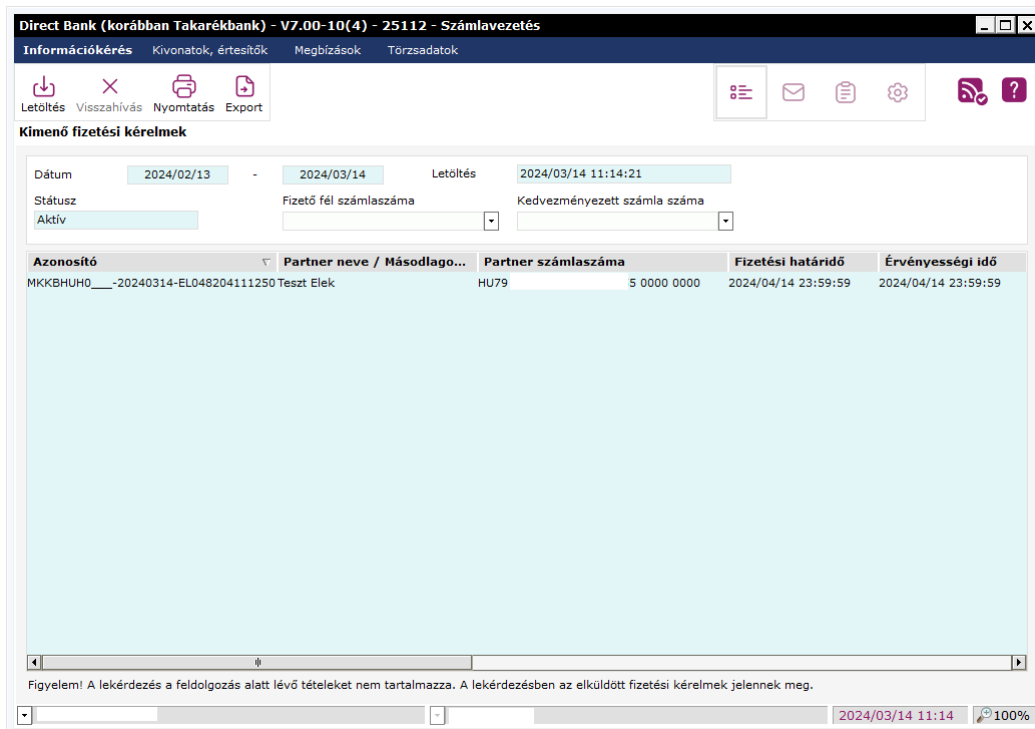 Direct Bank (korábban Takarékbank) - V7.00-10(4) - 25112 - Számlavezetés
Információkérés Kivonatok, értesítők Megbízások Törzsadatok
Letöltés Visszahívás Nyomtatás Export
Kimenő fizetési kérelmek
Dátum 2024/02/13 - 2024/03/14 Letöltés 2024/03/14 11:14:21
Státusz Fizető fél számlaszáma Kedvezményezett számla száma
Aktív
Azonosító Partner neve / Másodlago... Partner számlaszáma Fizetési határidő Érvényességi idő
MKKBHUH0___-20240314-EL048204111250 Teszt Elek HU79 5 0000 0000 2024/04/14 23:59:59 2024/04/14 23:59:59
Figyelem! A lekérdezés a feldolgozás alatt lévő tételeket nem tartalmazza. A lekérdezésben az elküldött fizetési kérelmek jelennek meg.
2024/03/14 11:14 100%